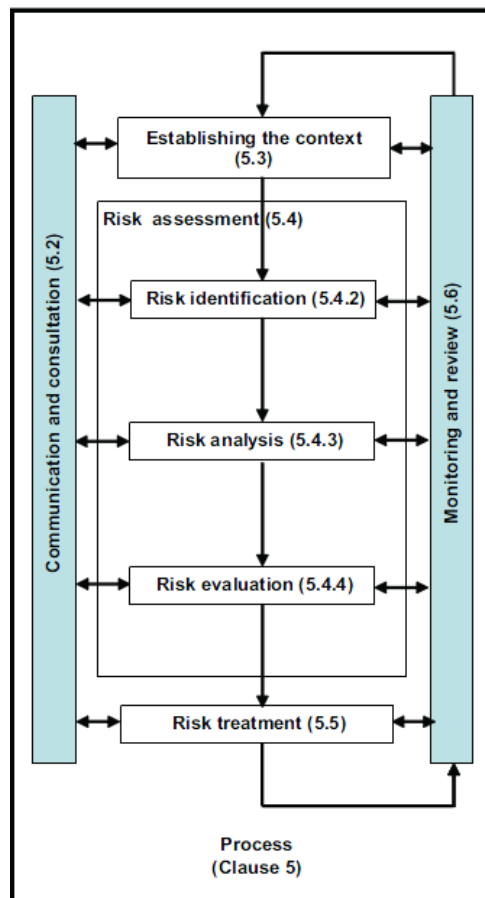 Establishing the context
(5.3)
Risk assessment (5.4)
Risk identification (5.4.2)
Risk analysis (5.4.3)
Risk evaluation (5.4.4)
Risk treatment (5.5)
Communication and consultation (5.2)
Monitoring and review (5.6)
Process
(Clause 5)